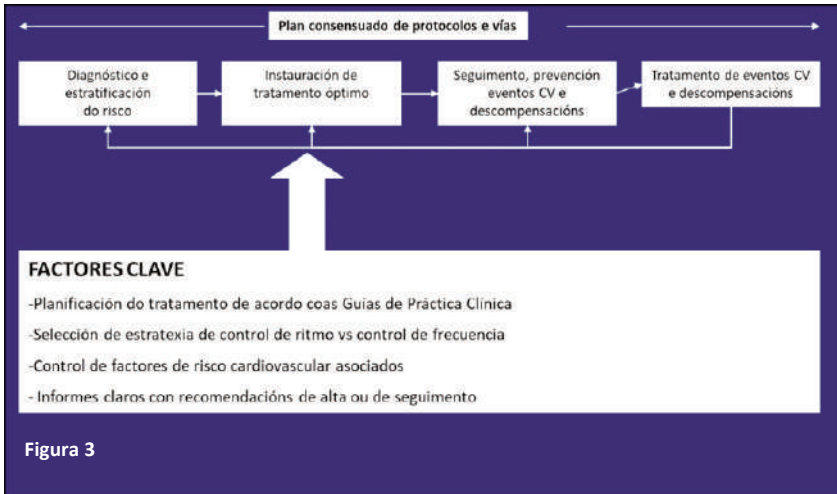 Plan consensuado de protocolos e vías
Diagnóstico e
estratificación
do risco
Instauración de
tratamento óptimo
Seguimento, prevención
eventos CV e
descompensacións
Tratamento de eventos CV
e descompensacións
FACTORES CLAVE
-Planificación do tratamento de acordo coas Guías de Práctica Clínica
-Selección de estratexia de control de ritmo vs control de frecuencia
-Control de factores de risco cardiovascular asociados
- Informes claros con recomendacións de alta ou de seguimento
Figura 3